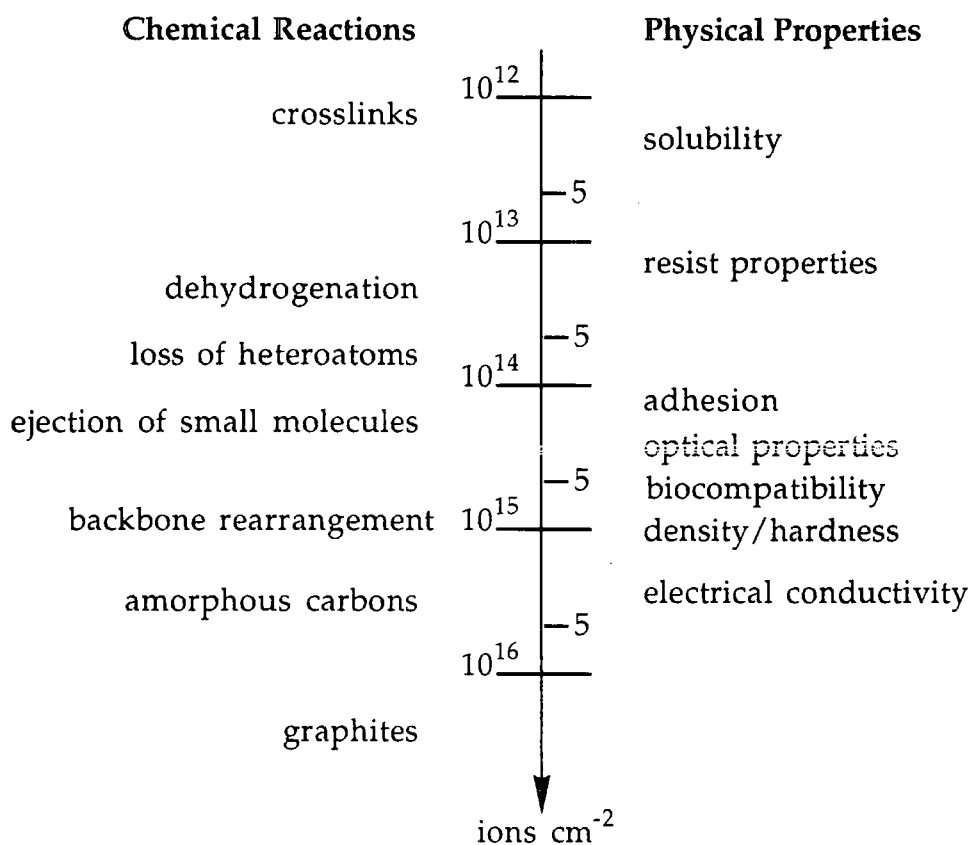 Chemical Reactions Physical Properties
10^12
crosslinks
solubility
5
10^13
resist properties
dehydrogenation
5
loss of heteroatoms
10^14
adhesion
ejection of small molecules
optical properties
5
biocompatibility
backbone rearrangement 10^15
density/hardness
electrical conductivity
amorphous carbons
5
10^16
graphites
ions cm^-2